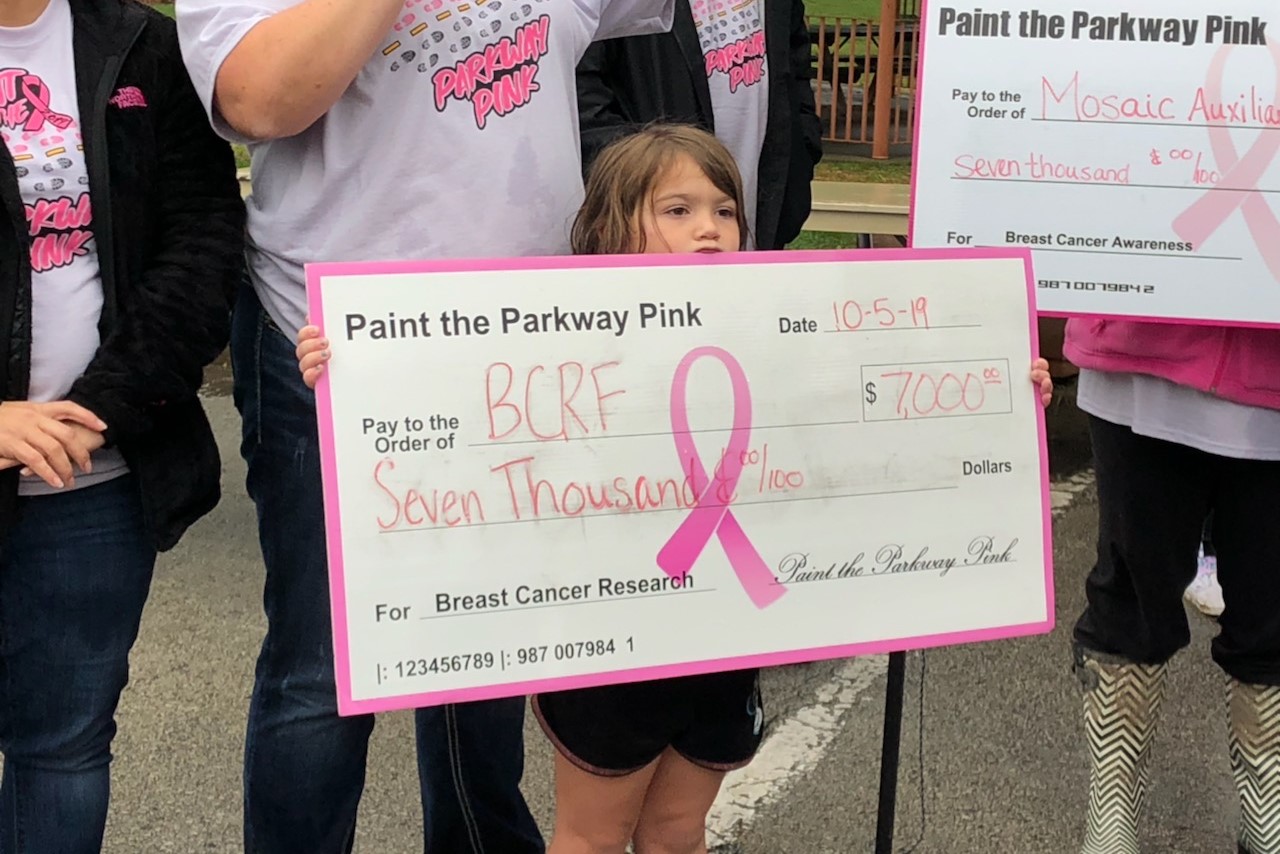 PARKWAY
PINK
PARKWAY
PINK
THE
PINK
Paint the Parkway Pink
Pay to the
Order of Mosaic
Seven thousand & 00/100
For Breast Cancer Awareness
987 007984 2
Paint the Parkway Pink
Date 10-5-19
Pay to the
Order of BCRF $ 7,000 00
Seven Thousand & 00/100 Dollars
For Breast Cancer Research Paint the Parkway Pink
|: 123456789 |: 987 007984 1